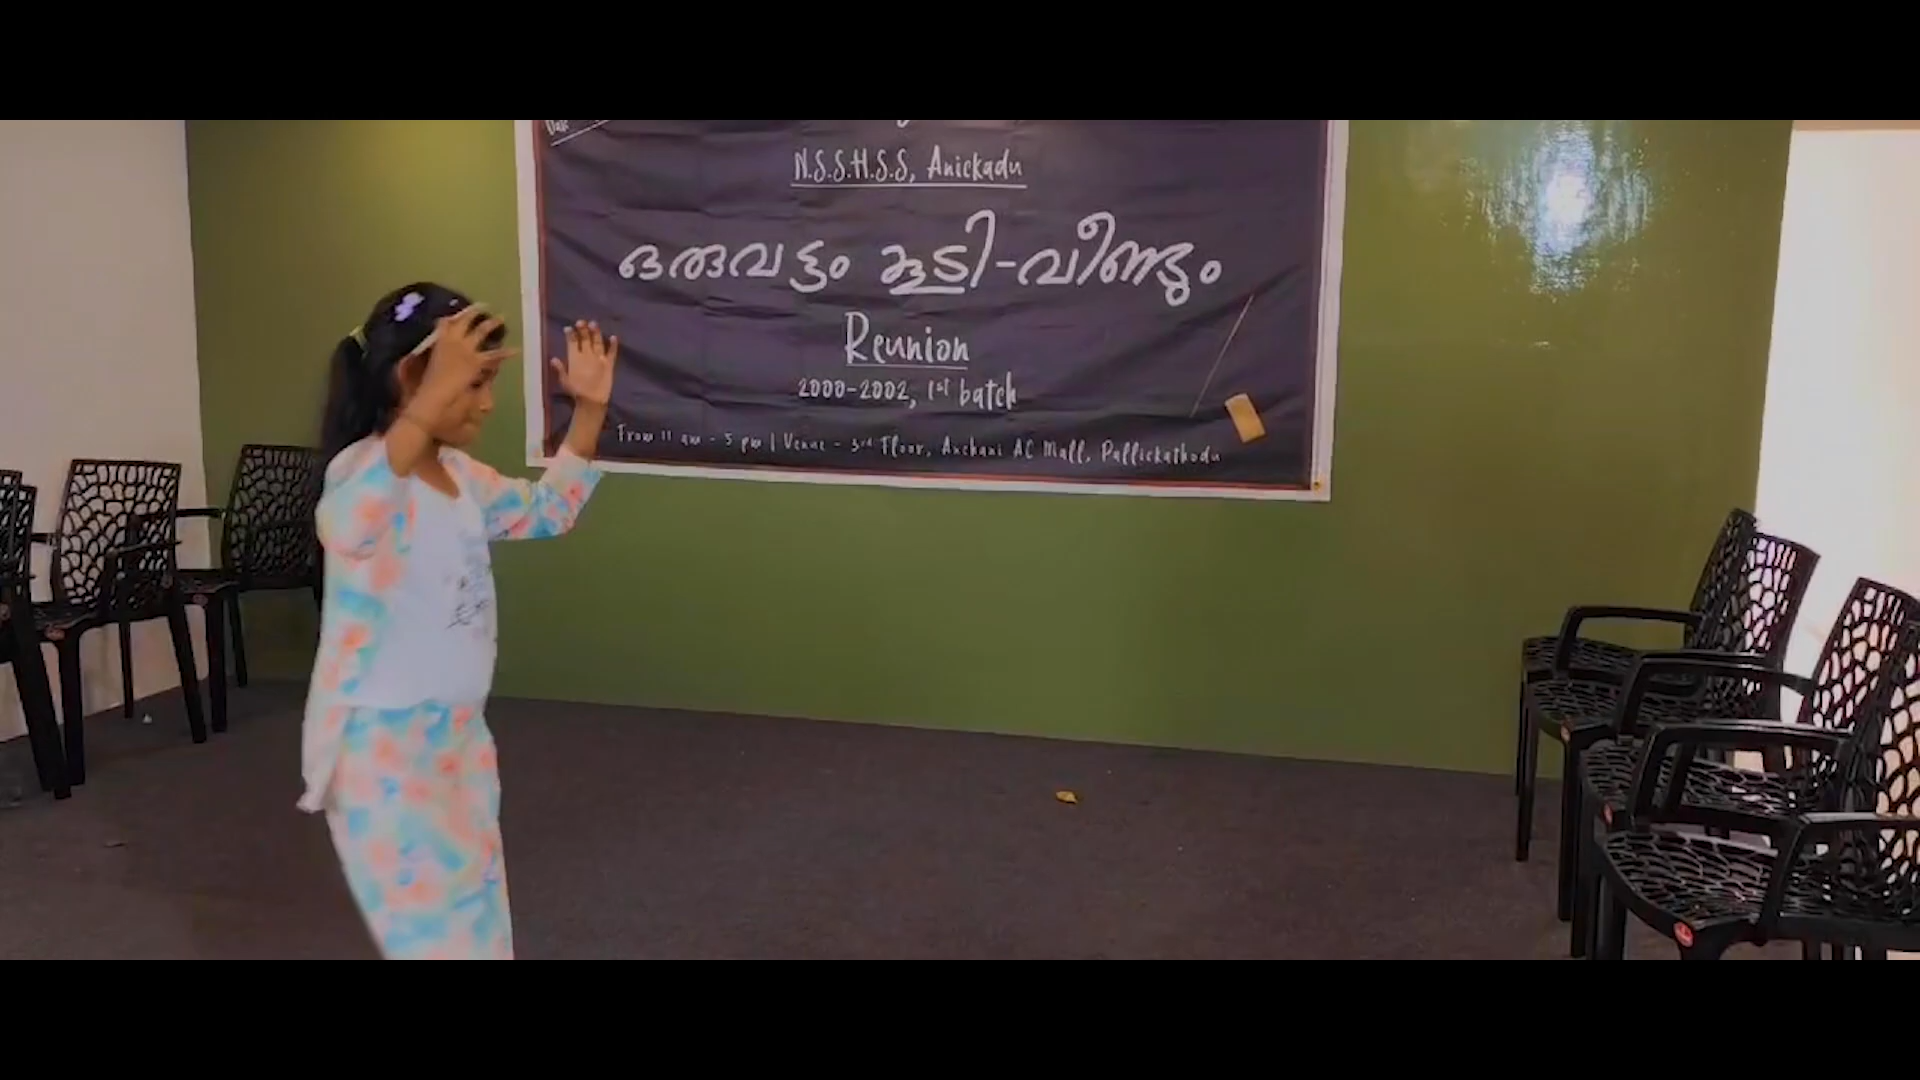 N.S.S.H.S.S, Anickadu
ഒരുവട്ടം കൂടി-വീണ്ടും
Reunion
2000-2002, 1st batch
From 11 am - 5 pm | Venue - 3rd Floor, Anchani AC Mall, Pallickathodu